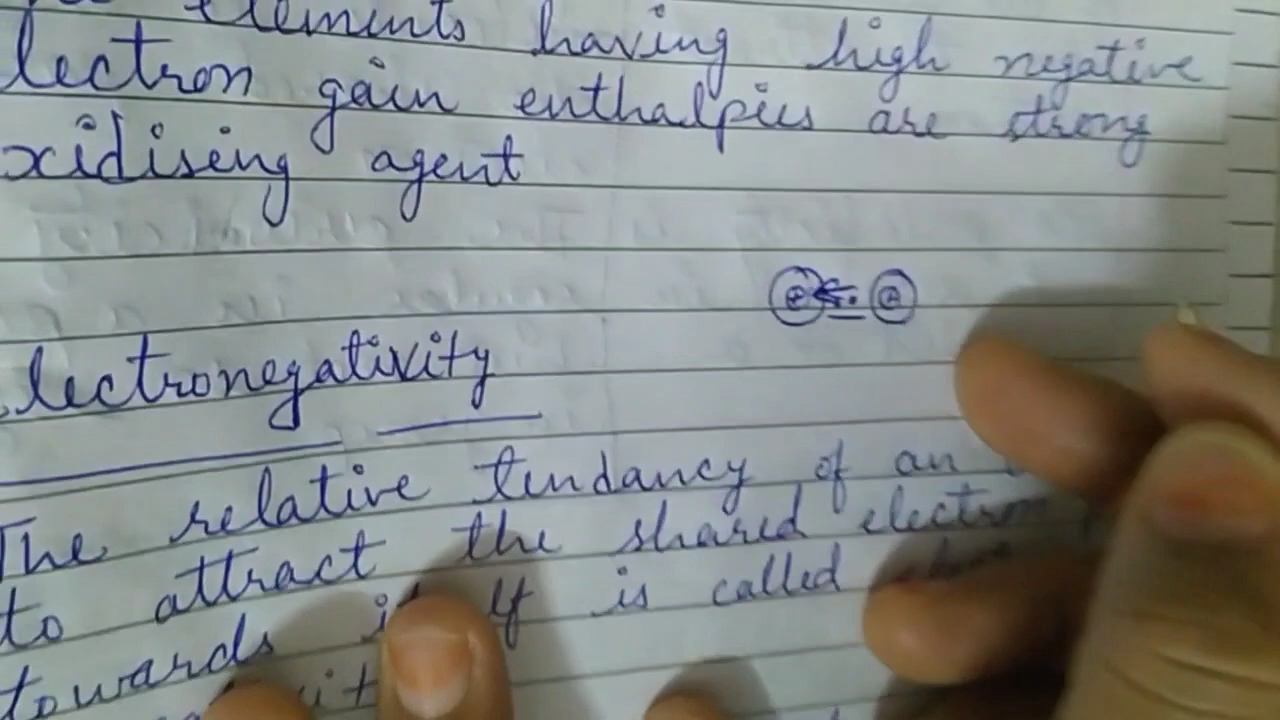 elements having high negative
lectron gain enthalpies are strong
xidising agent
lectronegativity
The relative tendancy of an
to attract the shared electron
towards is called